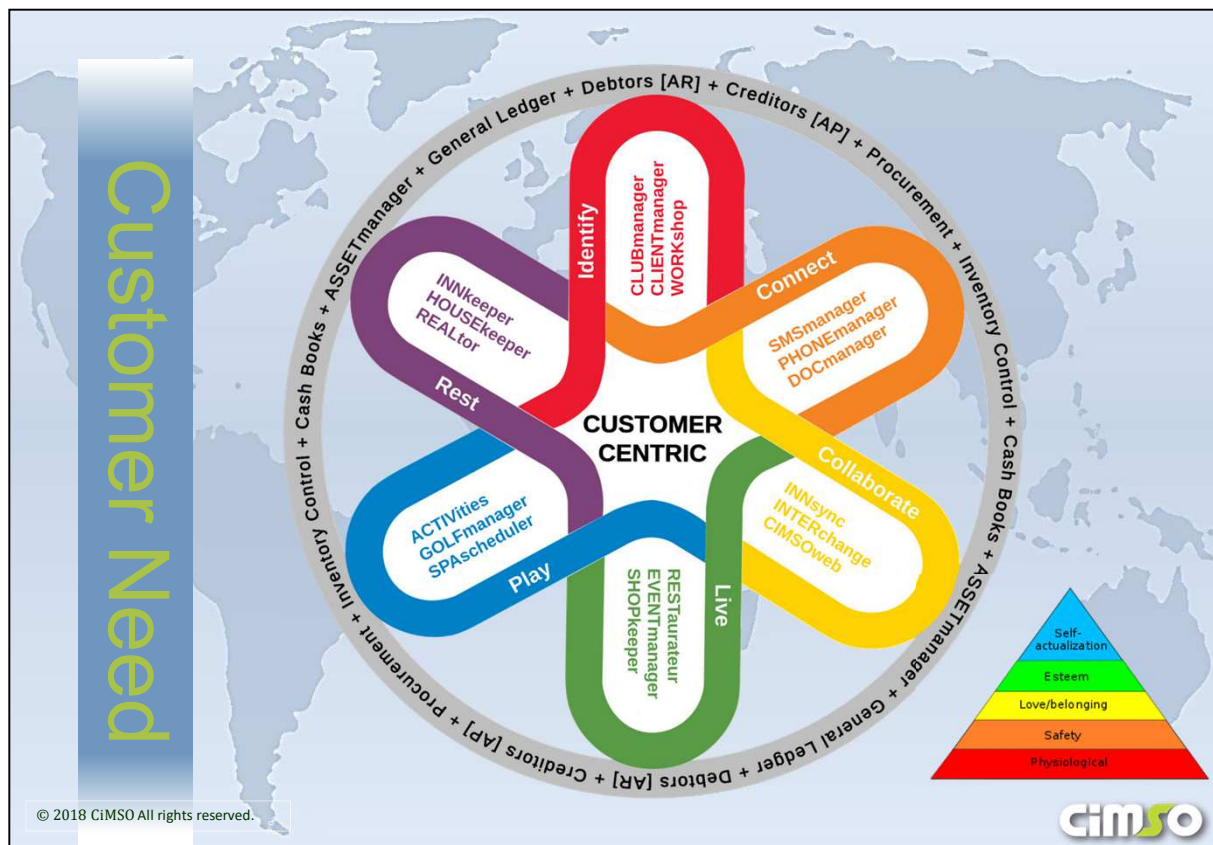 Customer Need
General Ledger + Debtors [AR] + Creditors [AP] + Procurement + Inventory Control + Cash Books + ASSETmanager + General Ledger + Debtors [AR] + Creditors [AP] + Procurement + Inventory Control + Cash Books + ASSETmanager +
Identify
CLUBmanager
CLIENTmanager
WORKshop
Connect
SMSmanager
PHONEmanager
DOCmanager
Collaborate
INNsync
INTERchange
CIMSOweb
Live
RESTaurateur
EVENTmanager
SHOPkeeper
Play
ACTIVities
GOLFmanager
SPAscheduler
Rest
INNkeeper
HOUSEkeeper
REALtor
CUSTOMER
CENTRIC
Self-
actualization
Esteem
Love/belonging
Safety
Physiological
© 2018 CiMSO All rights reserved.
cimso